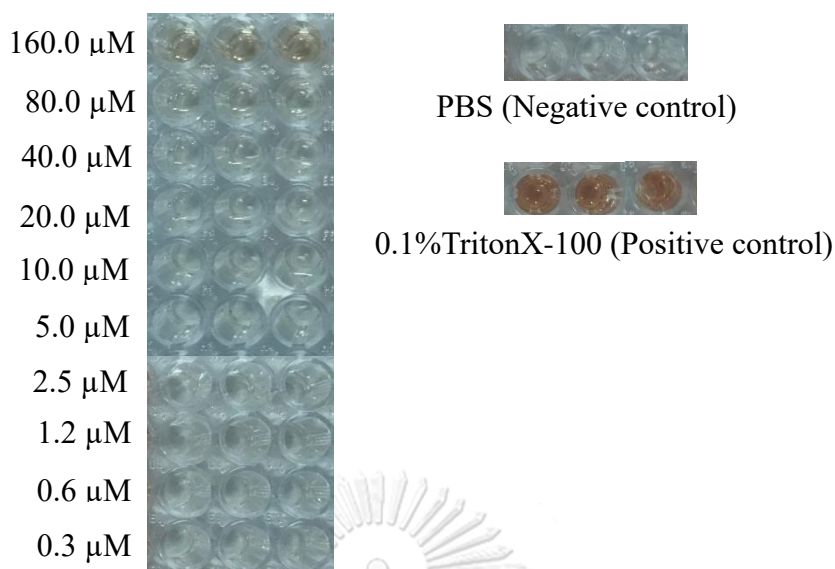 160.0 µM
80.0 µM
40.0 µM
20.0 µM
10.0 µM
5.0 µM
2.5 µM
1.2 µM
0.6 µM
0.3 µM
PBS (Negative control)
0.1%TritonX-100 (Positive control)